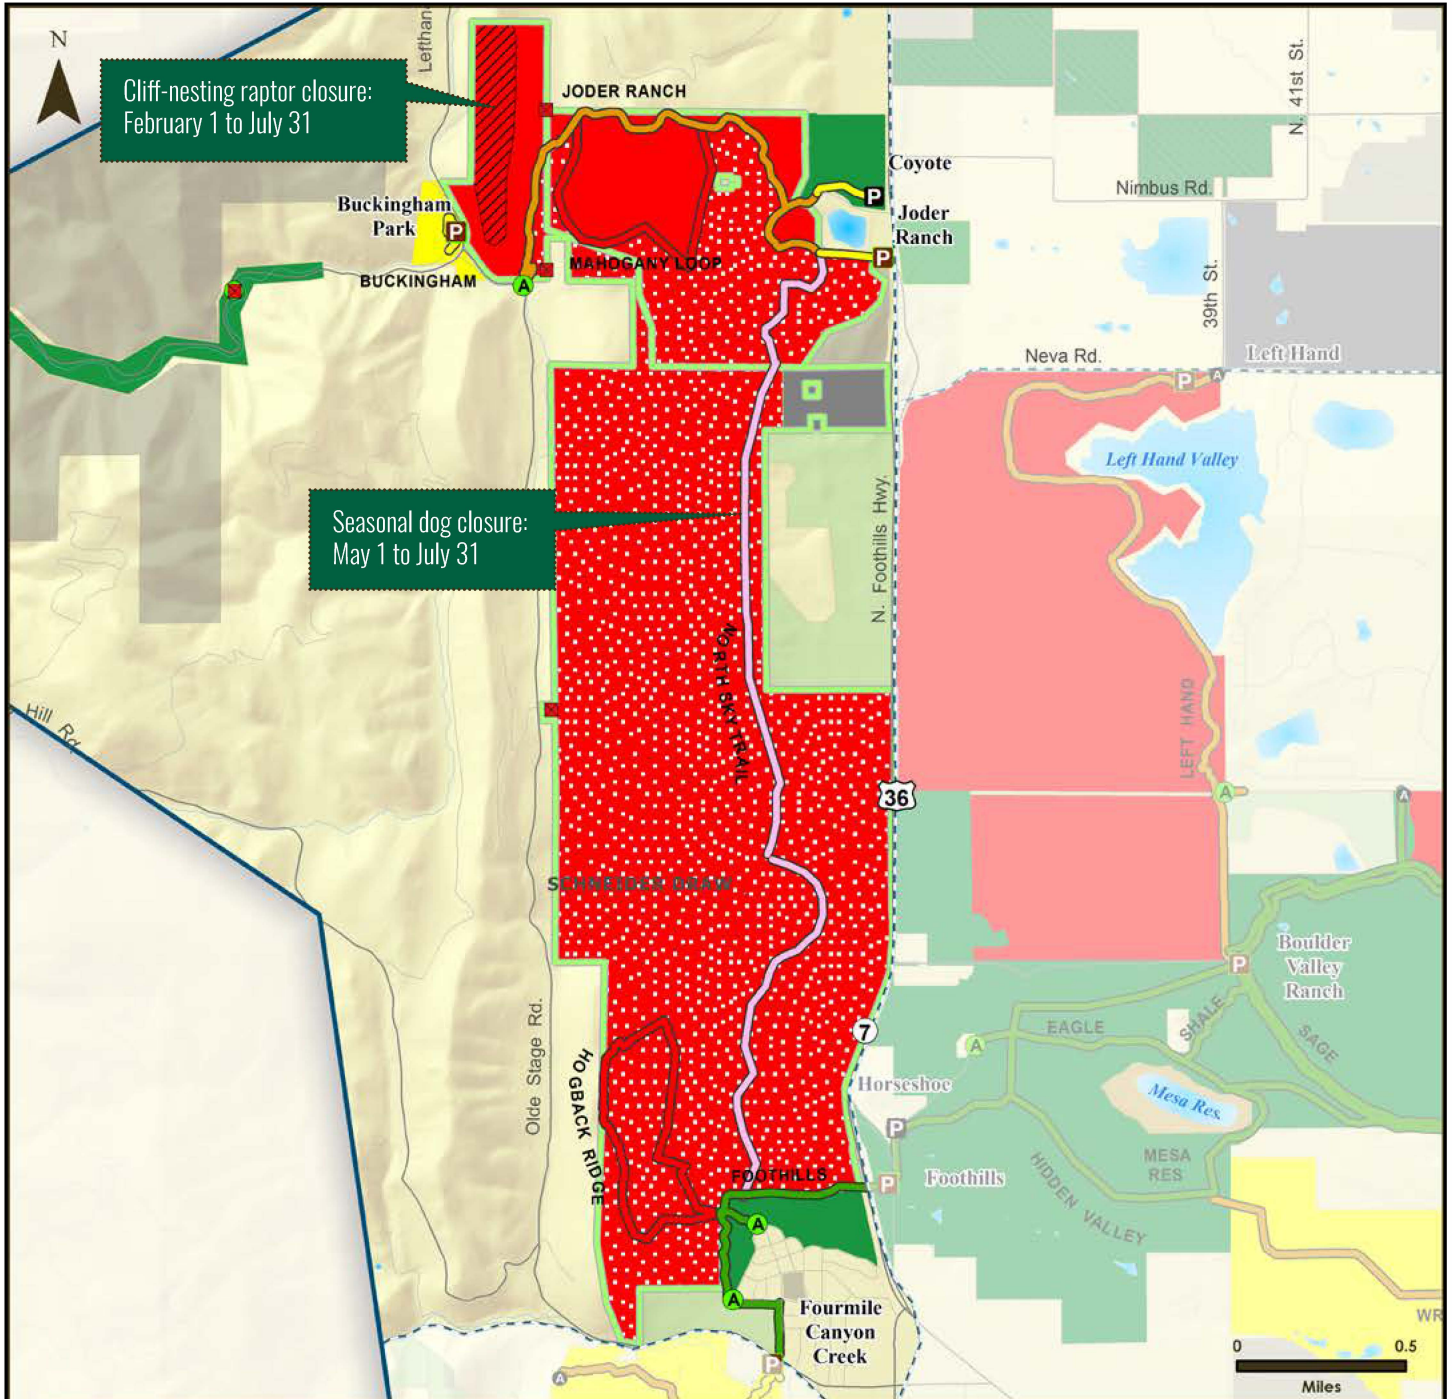 N
Lefthan
Cliff-nesting raptor closure:
February 1 to July 31
JODER RANCH
N. 41st St.
Coyote
P
Nimbus Rd.
Buckingham
Park
P
Joder
Ranch
P
MAHOGANY LOOP
BUCKINGHAM
A
39th St.
Neva Rd.
Left Hand
P
A
Left Hand Valley
Seasonal dog closure:
May 1 to July 31
N. Foothills Hwy.
NORTH SKY TRAIL
Hill Rd.
LEFT HAND
36
A
A
SCHNEIDER DRAW
Boulder
Valley
Ranch
P
Olde Stage Rd.
7
EAGLE
SHALE
SAGE
A
HOGBACK RIDGE
Horseshoe
Mesa Res.
P
MESA
RES
HIDDEN VALLEY
FOOTHILLS
P
Foothills
A
A
Fourmile
Canyon
Creek
P
A
WR
0 0.5
Miles